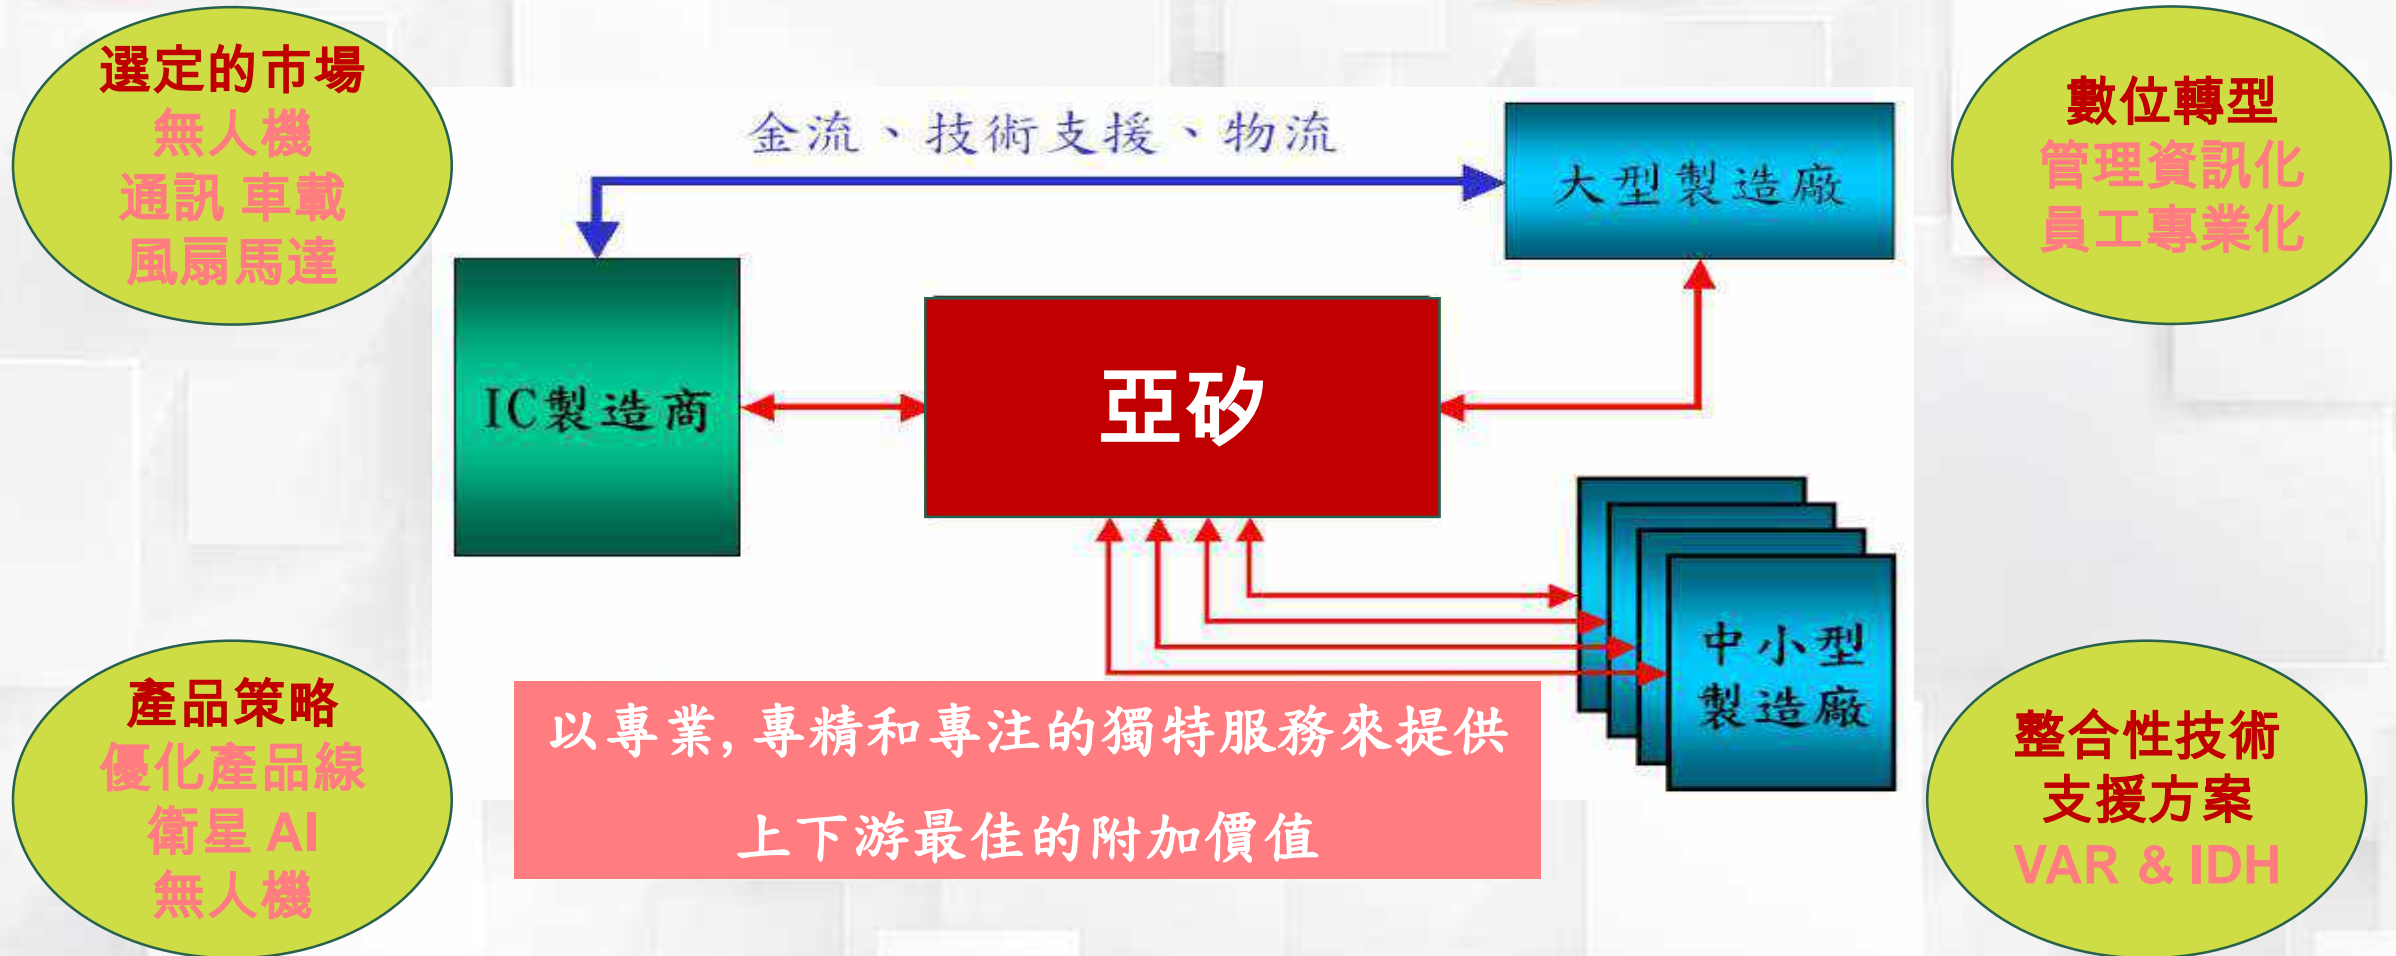 選定的市場
無人機
通訊 車載
風扇馬達
金流、技術支援、物流
大型製造廠
數位轉型
管理資訊化
員工專業化
IC製造商
亞矽
中小型
製造廠
產品策略
優化產品線
衛星 AI
無人機
以專業,專精和專注的獨特服務來提供
上下游最佳的附加價值
整合性技術
支援方案
VAR & IDH